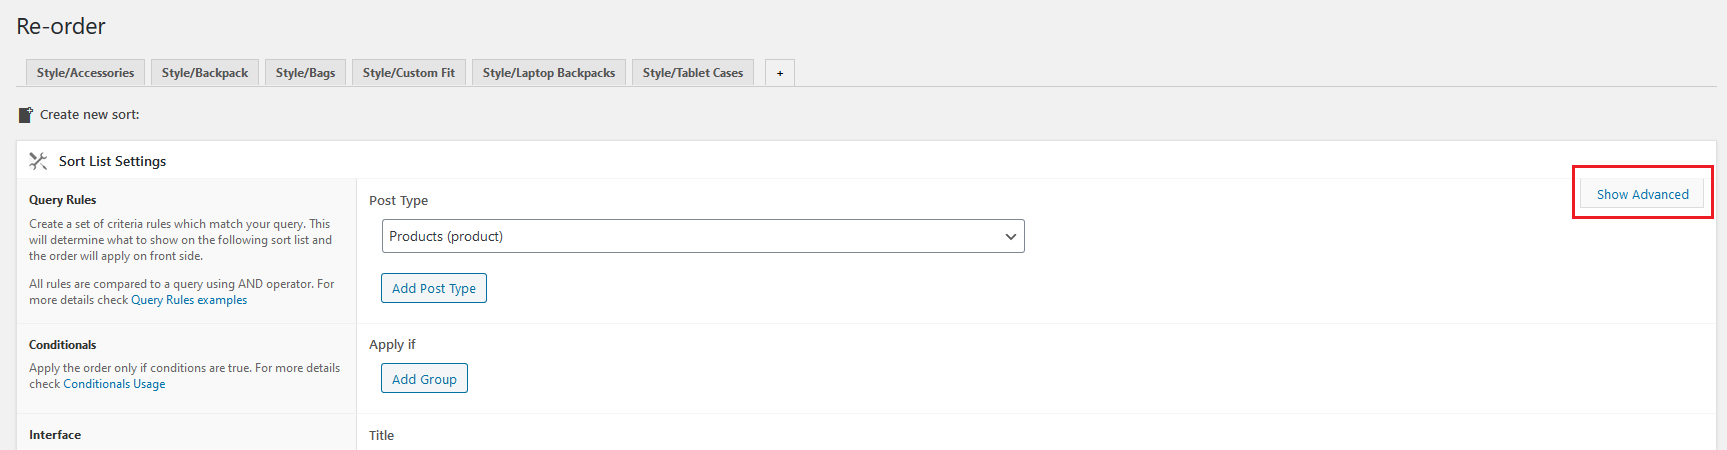 Re-order
Style/Accessories Style/Backpack Style/Bags Style/Custom Fit Style/Laptop Backpacks Style/Tablet Cases +
Create new sort:
Sort List Settings
Show Advanced
Query Rules
Create a set of criteria rules which match your query. This
will determine what to show on the following sort list and
the order will apply on front side.
All rules are compared to a query using AND operator. For
more details check Query Rules examples
Post Type
Products (product)
Add Post Type
Conditionals
Apply the order only if conditions are true. For more details
check Conditionals Usage
Apply if
Add Group
Interface
Title